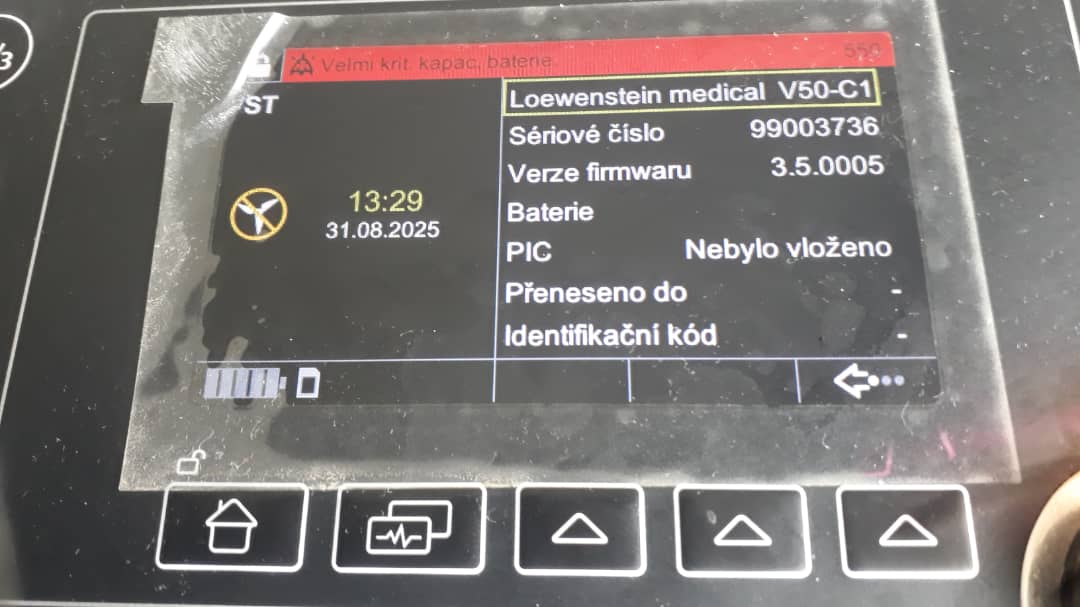 Velmi krit. kapac. baterie. 550
ST
Loewenstein medical V50-C1
Sériové číslo 99003736
Verze firmwaru 3.5.0005
13:29
31.08.2025
Baterie
PIC Nebylo vloženo
Přeneseno do -
Identifikační kód -